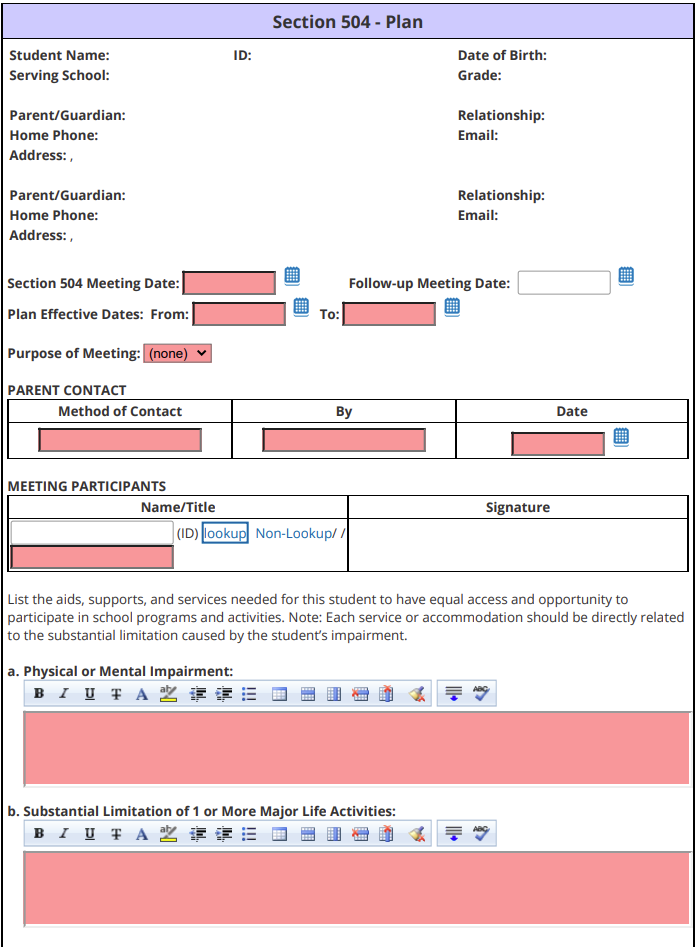 Section 504 - Plan
Student Name: ID: Date of Birth:
Serving School: Grade:
Parent/Guardian: Relationship:
Home Phone: Email:
Address: ,
Parent/Guardian: Relationship:
Home Phone: Email:
Address: ,
Section 504 Meeting Date: Follow-up Meeting Date:
Plan Effective Dates: From: To:
Purpose of Meeting: (none)
PARENT CONTACT
Method of Contact By Date
MEETING PARTICIPANTS
Name/Title Signature
(ID) lookup Non-Lookup/ /
List the aids, supports, and services needed for this student to have equal access and opportunity to
participate in school programs and activities. Note: Each service or accommodation should be directly related
to the substantial limitation caused by the student’s impairment.
a. Physical or Mental Impairment:
B I U T A ab ABC
b. Substantial Limitation of 1 or More Major Life Activities:
B I U T A ab ABC